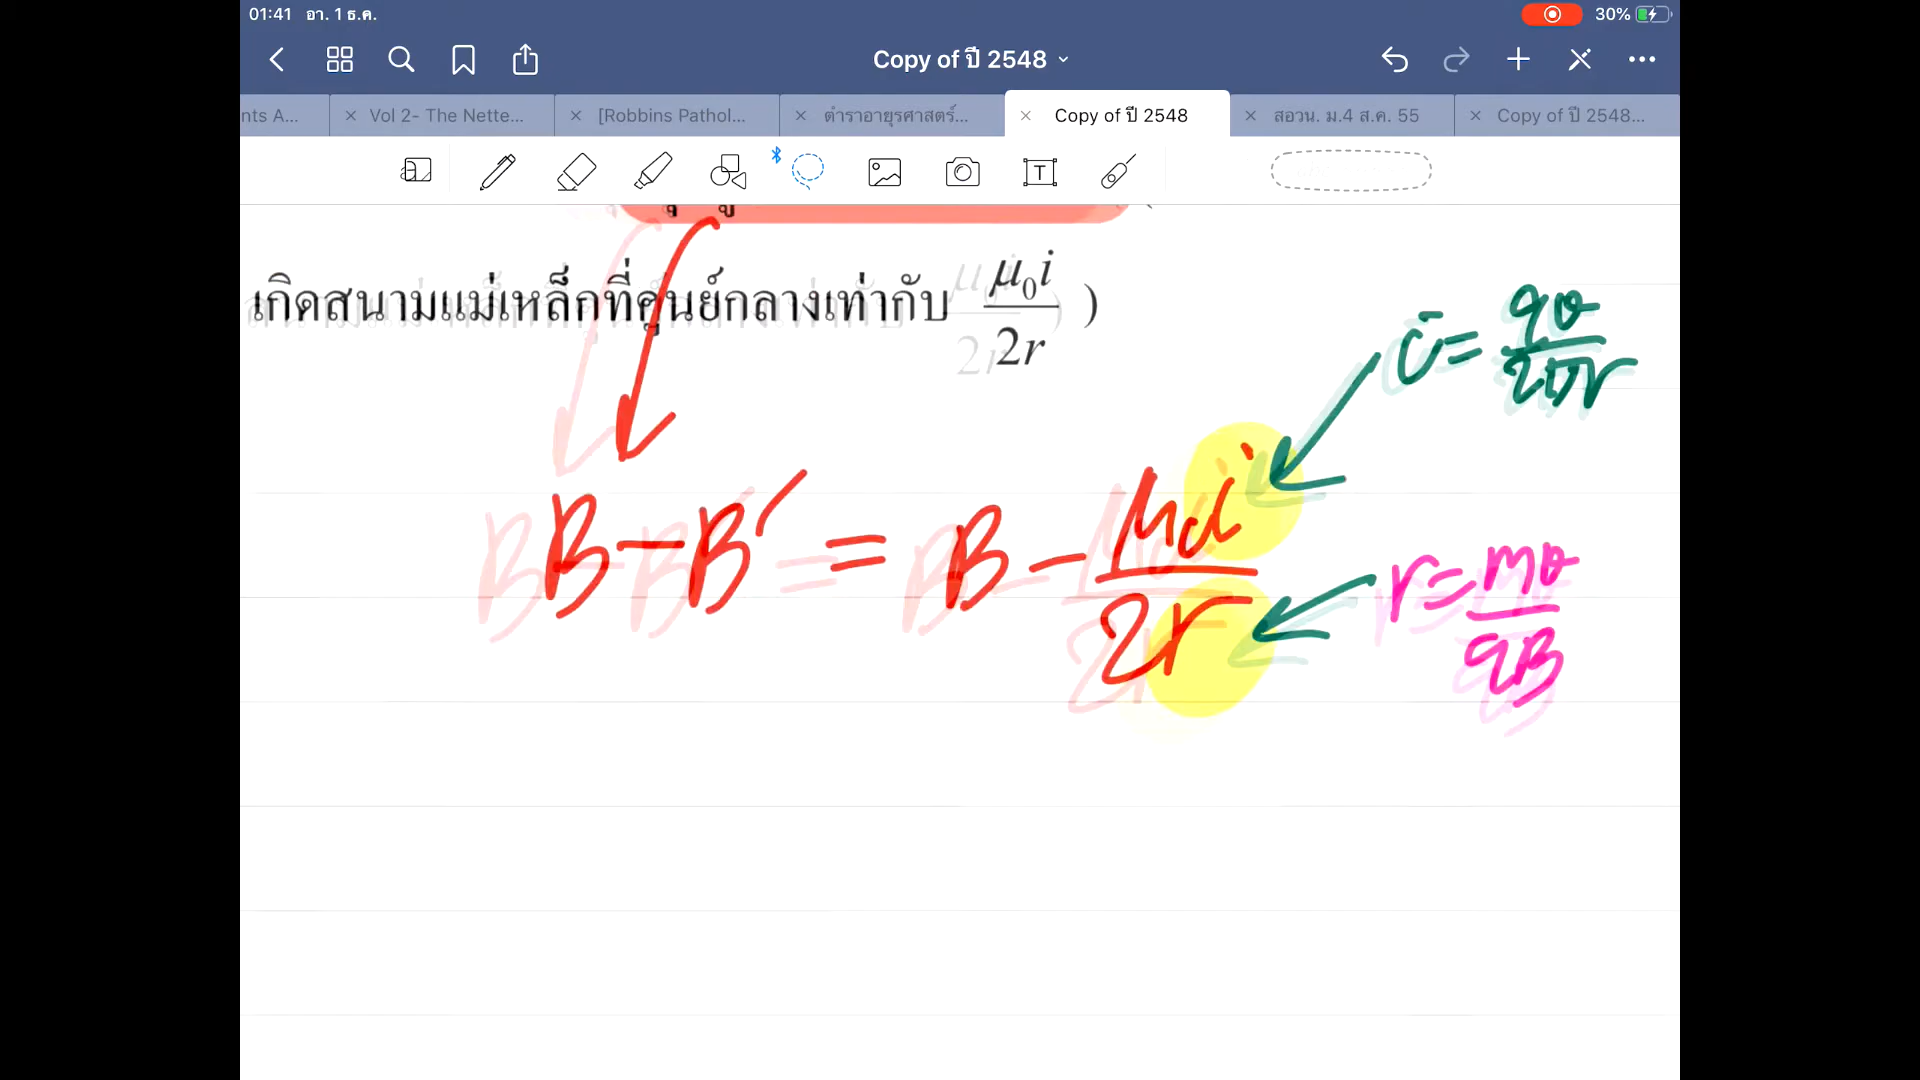 01:41 อา. 1 ธ.ค. 30%
Copy of ปี 2548
nts A... Vol 2- The Nette... [Robbins Pathol... ตำราอายุรศาสตร์... Copy of ปี 2548 สอวน. ม.4 ส.ค. 55 Copy of ปี 2548...
เกิดสนามแม่เหล็กที่ศูนย์กลางเท่ากับ μ₀i/2r )
i = qv/2πr
B - B' = B - μ₀i/2r
r = mv/qB